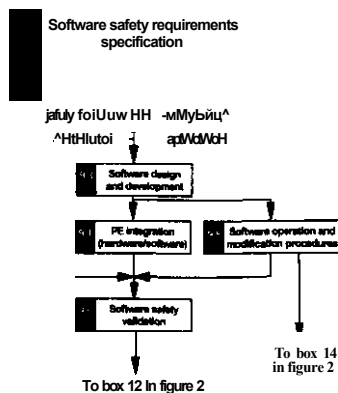 Software safety requirements
specification
Software design
and development
PE integration
(hardware/software)
Software operation and
modification procedures
Software safety
validation
To box 14
in figure 2
To box 12 In figure 2